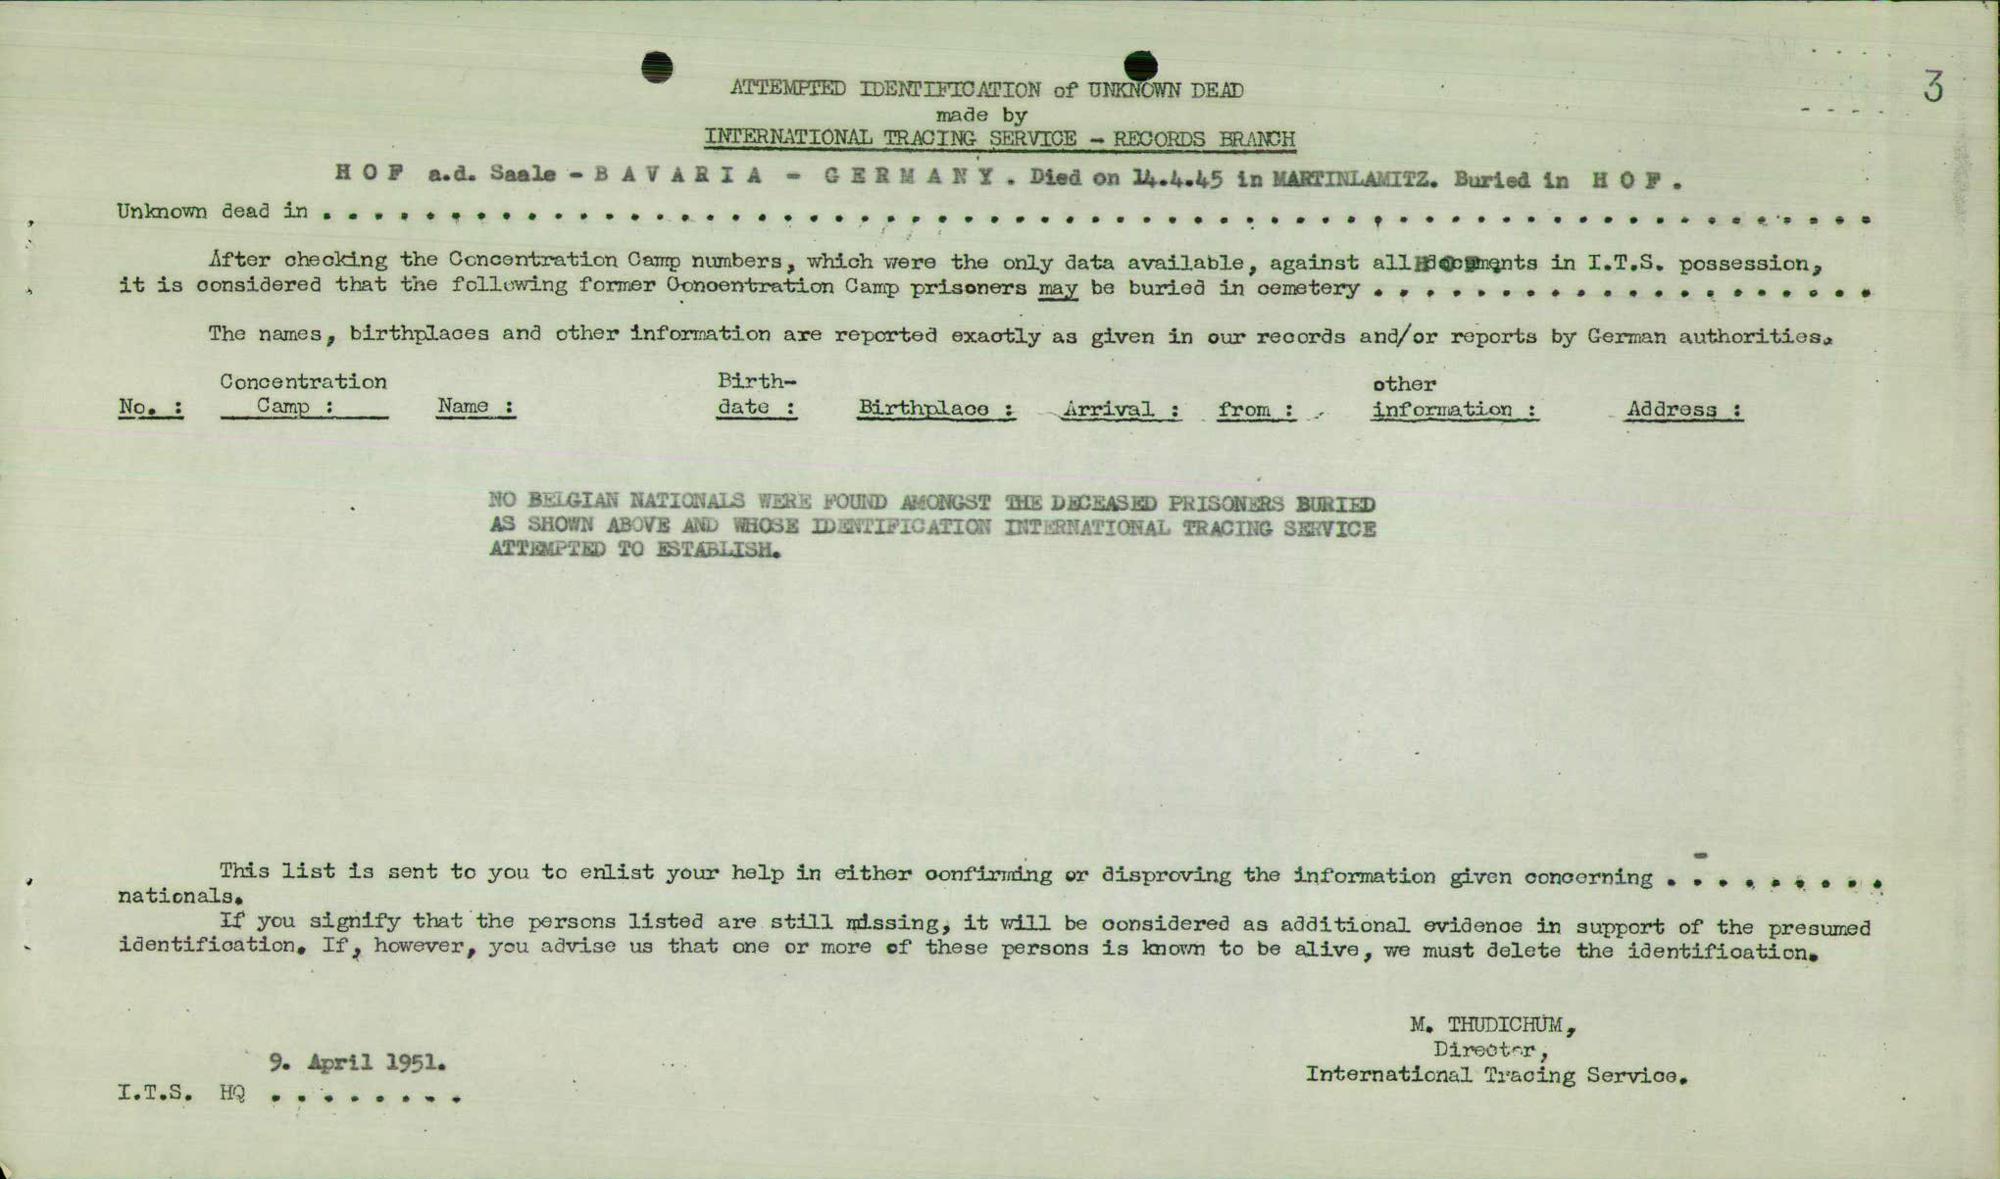 3
ATTEMPTED IDENTIFICATION of UNKNOWN DEAD
made by
INTERNATIONAL TRACING SERVICE - RECORDS BRANCH
H O F a.d. Saale - B A V A R I A - G E R M A N Y . Died on 14.4.45 in MARTINLAMITZ. Buried in H O F .
Unknown dead in . . . . . . . . . . . . . . . . . . . . . . . . . . . . . . . . . . . . . . . . . . . . . . . . . . . . . . . . . . . . .
After checking the Concentration Camp numbers, which were the only data available, against all documents in I.T.S. possession,
it is considered that the following former Concentration Camp prisoners may be buried in cemetery . . . . . . . . . . . . . . . . . . . .
The names, birthplaces and other information are reported exactly as given in our records and/or reports by German authorities.
Concentration Birth- other
No. : Camp : Name : date : Birthplace : Arrival : from : information : Address :
NO BELGIAN NATIONALS WERE FOUND AMONGST THE DECEASED PRISONERS BURIED
AS SHOWN ABOVE AND WHOSE IDENTIFICATION INTERNATIONAL TRACING SERVICE
ATTEMPTED TO ESTABLISH.
This list is sent to you to enlist your help in either confirming or disproving the information given concerning . . . . . . . . .
nationals.
If you signify that the persons listed are still missing, it will be considered as additional evidence in support of the presumed
identification. If, however, you advise us that one or more of these persons is known to be alive, we must delete the identification.
M. THUDICHUM,
Director,
International Tracing Service.
9. April 1951.
I.T.S. HQ . . . . . . . .